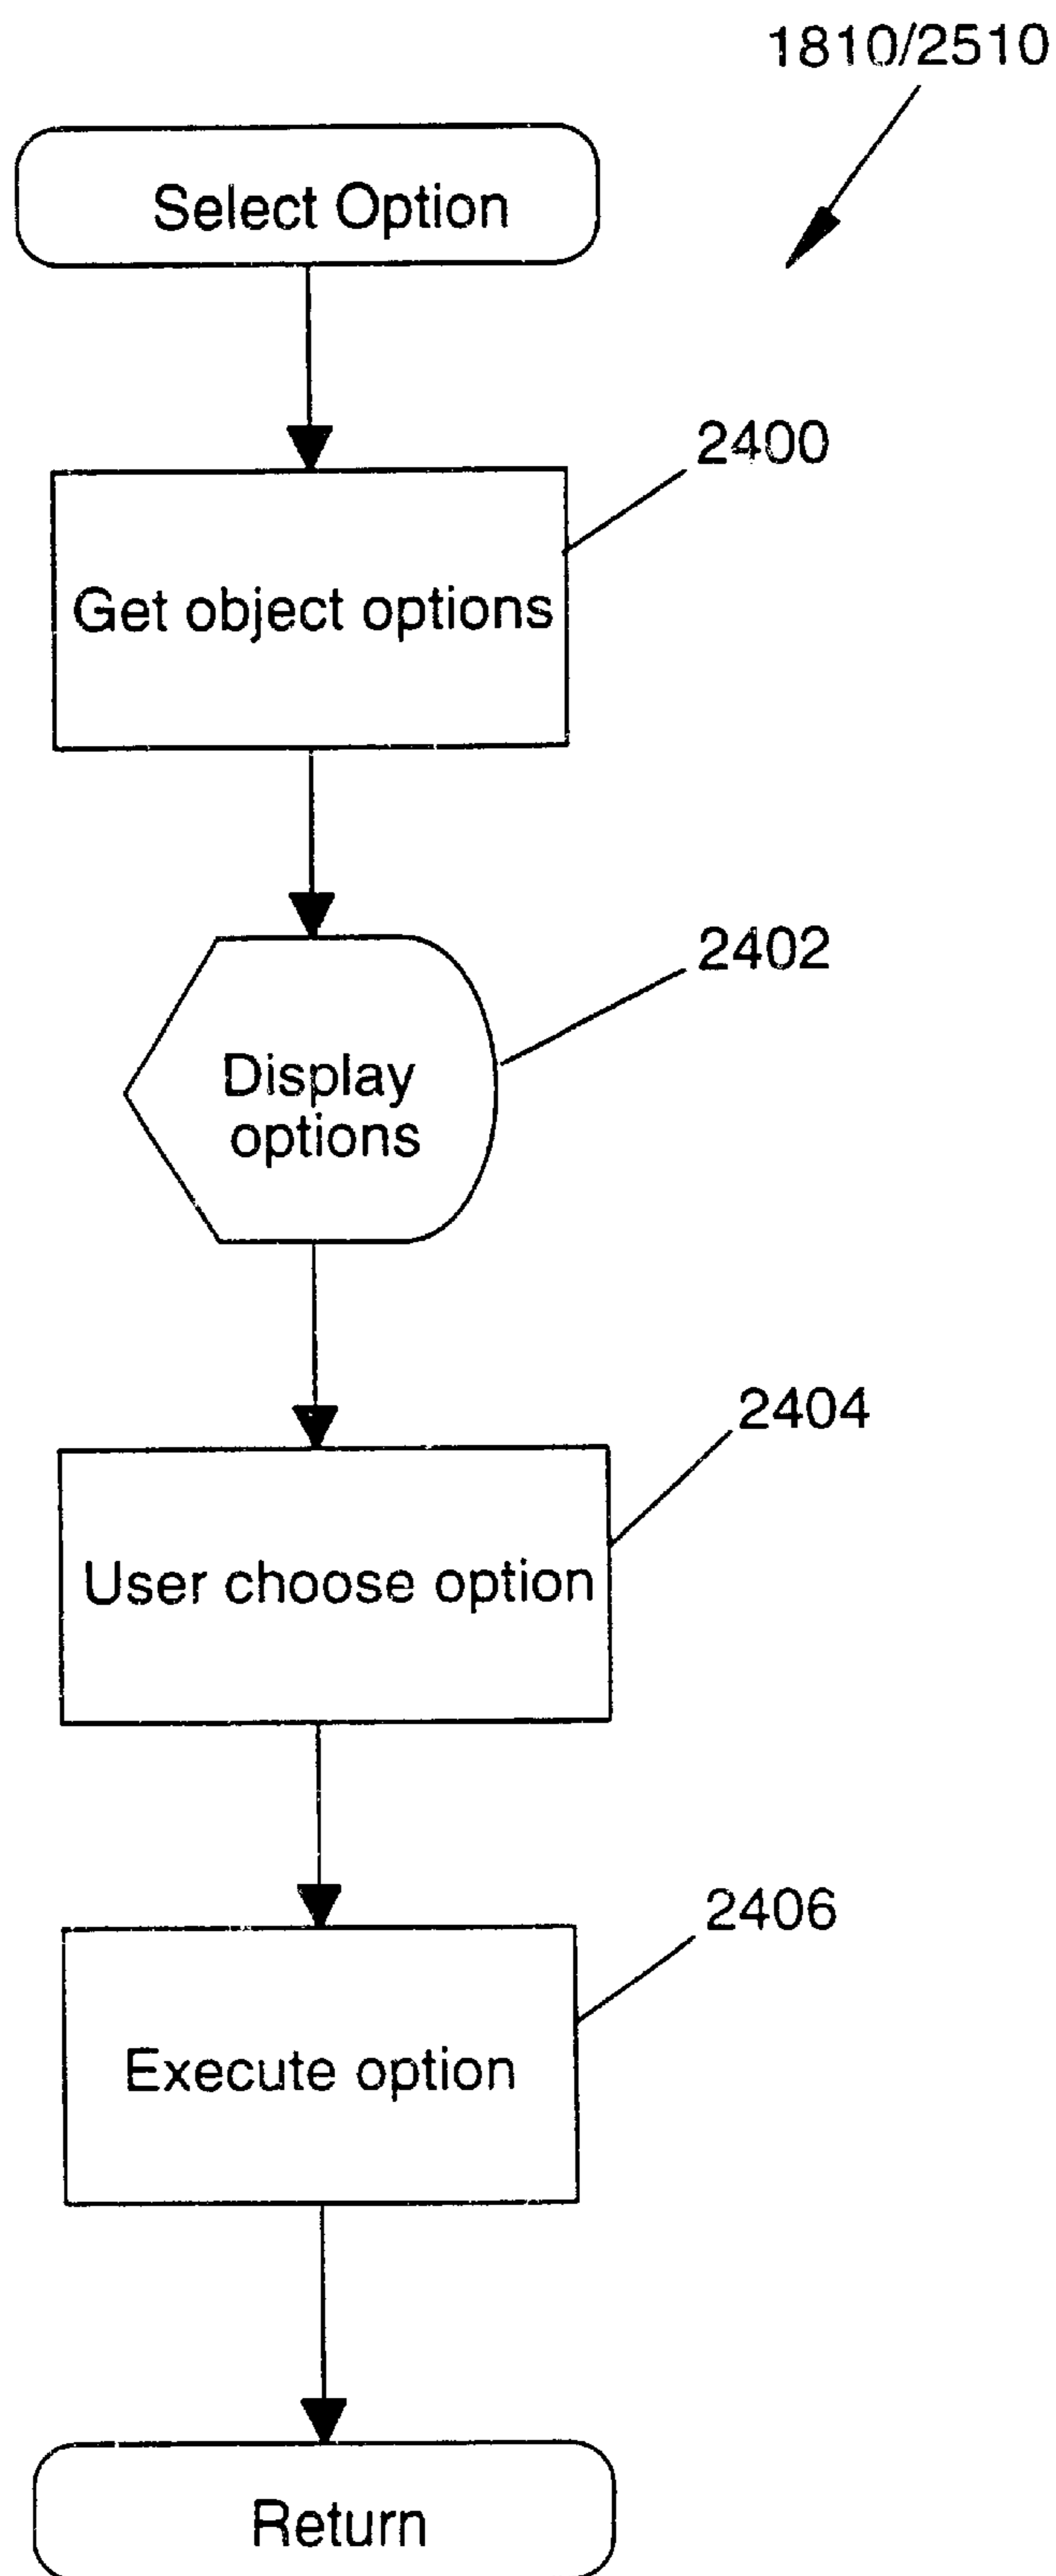 1810/2510
Select Option
2400
Get object options
2402
Display
options
2404
User choose option
2406
Execute option
Return